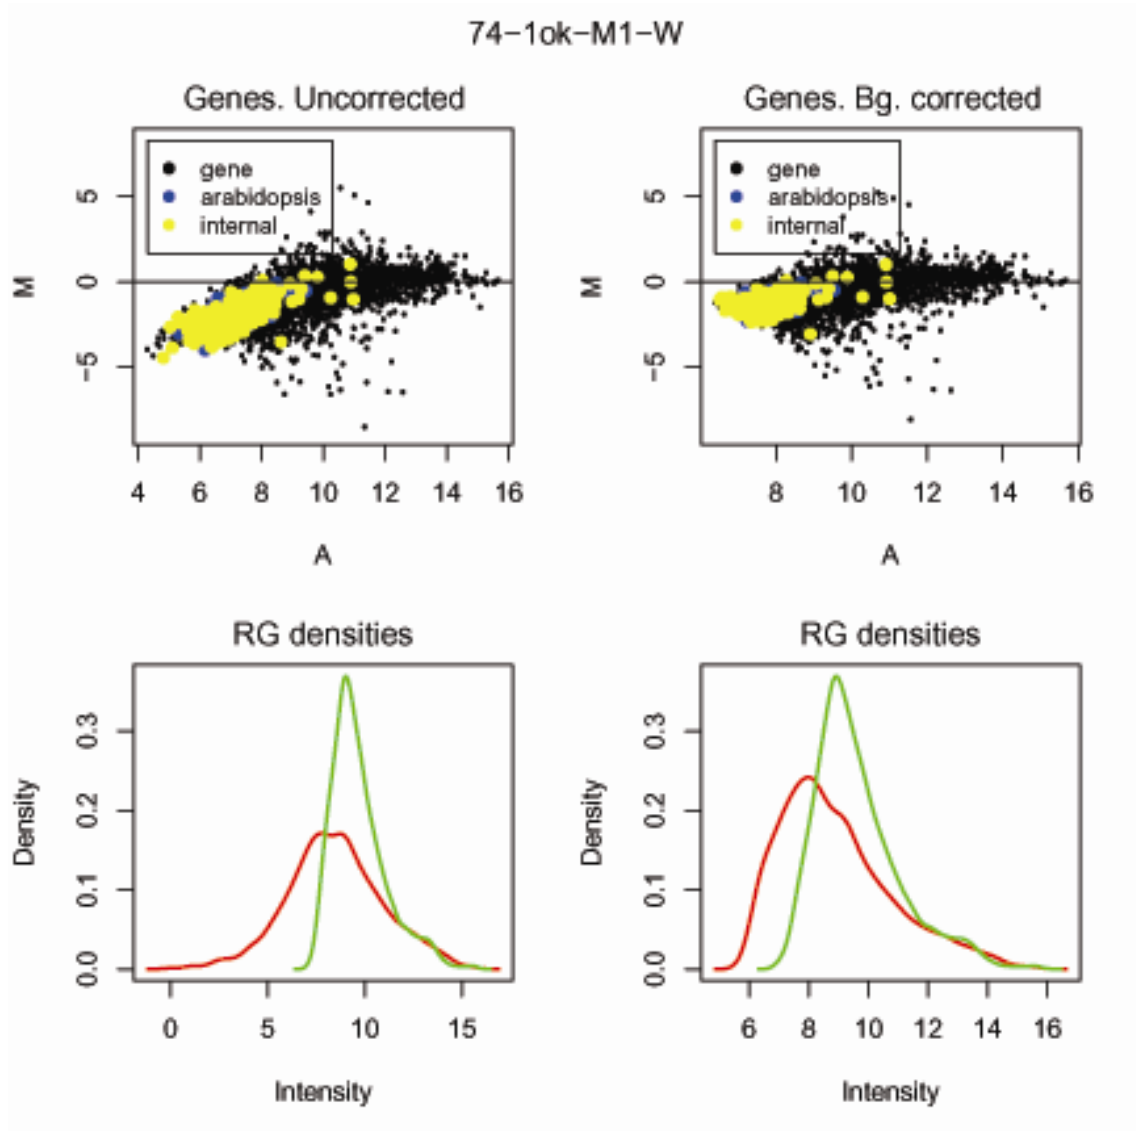 74-1ok-M1-W
Genes. Uncorrected
Genes. Bg. corrected
gene
arabidopsis
internal
gene
arabidopsis
internal
M
5
0
-5
M
5
0
-5
4 6 8 10 12 14 16
8 10 12 14 16
A
A
RG densities
RG densities
Density
0.3
0.2
0.1
0.0
Density
0.3
0.2
0.1
0.0
0 5 10 15
6 8 10 12 14 16
Intensity
Intensity